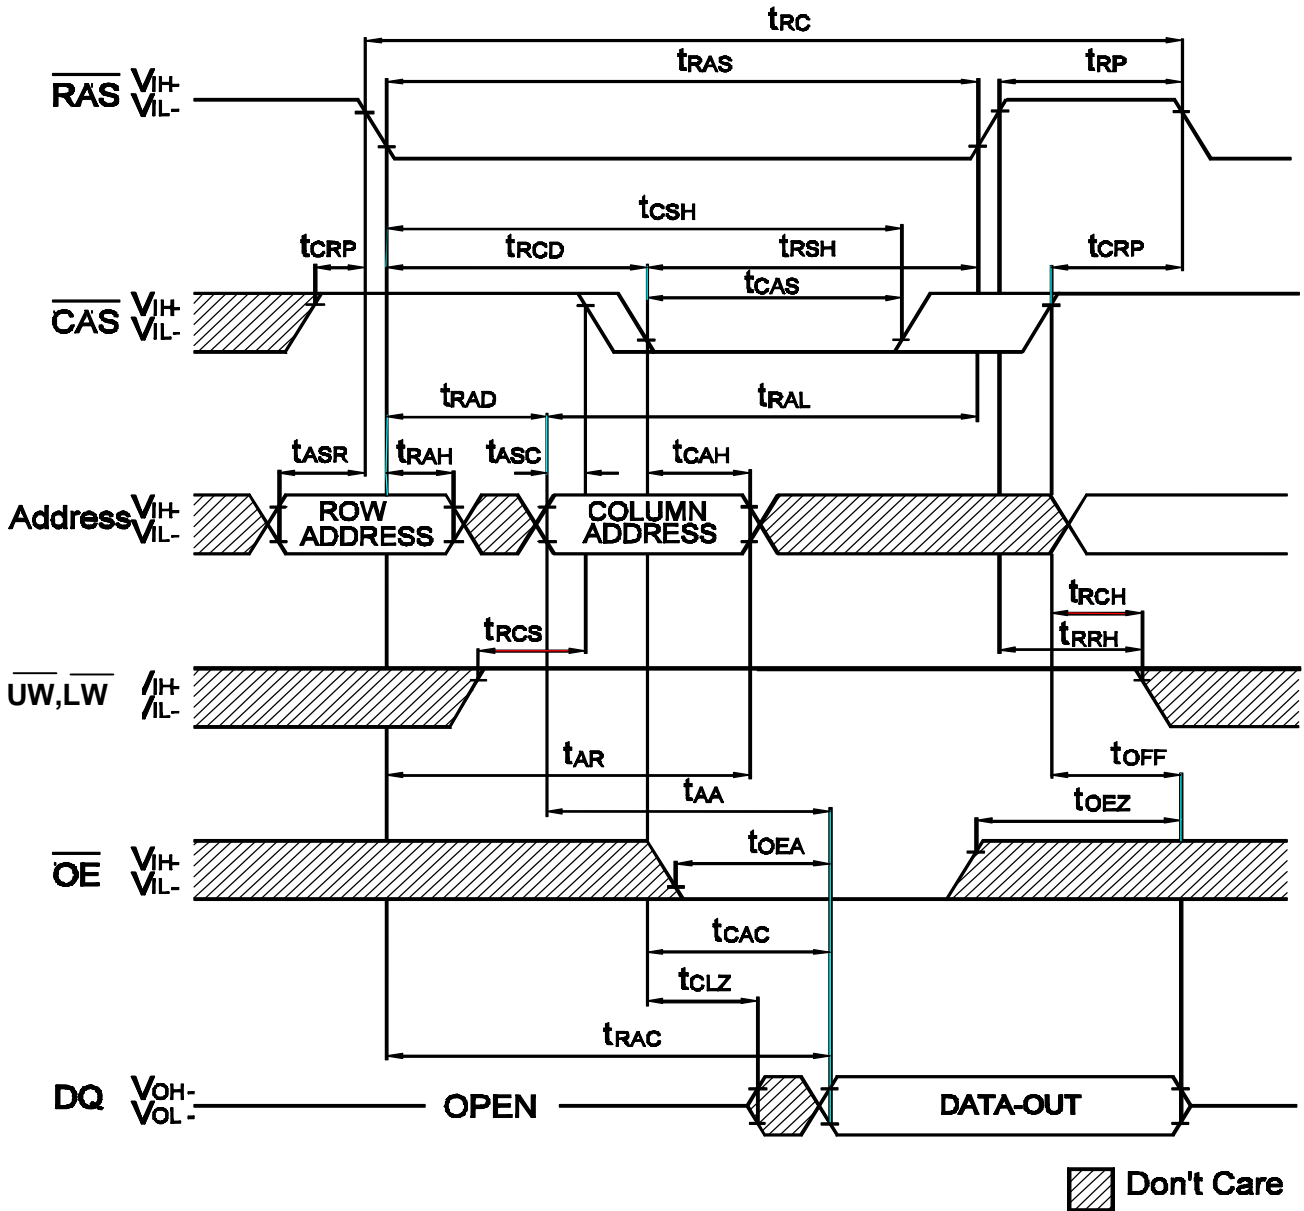 tRC
tRAS
tRP
RAS VIH-
VIL-
tCSH
tCRP
tRCD
tRSH
tCRP
tCAS
CAS VIH-
VIL-
tRAD
tRAL
tASR
tRAH
tASC
tCAH
Address VIH-
VIL-
ROW
ADDRESS
COLUMN
ADDRESS
tRCH
tRCS
tRRH
UW,LW /IH-
/IL-
tAR
tOFF
tAA
tOEZ
tOEA
OE VIH-
VIL-
tCAC
tCLZ
tRAC
DQ VOH-
VOL-
OPEN
DATA-OUT
Don't Care